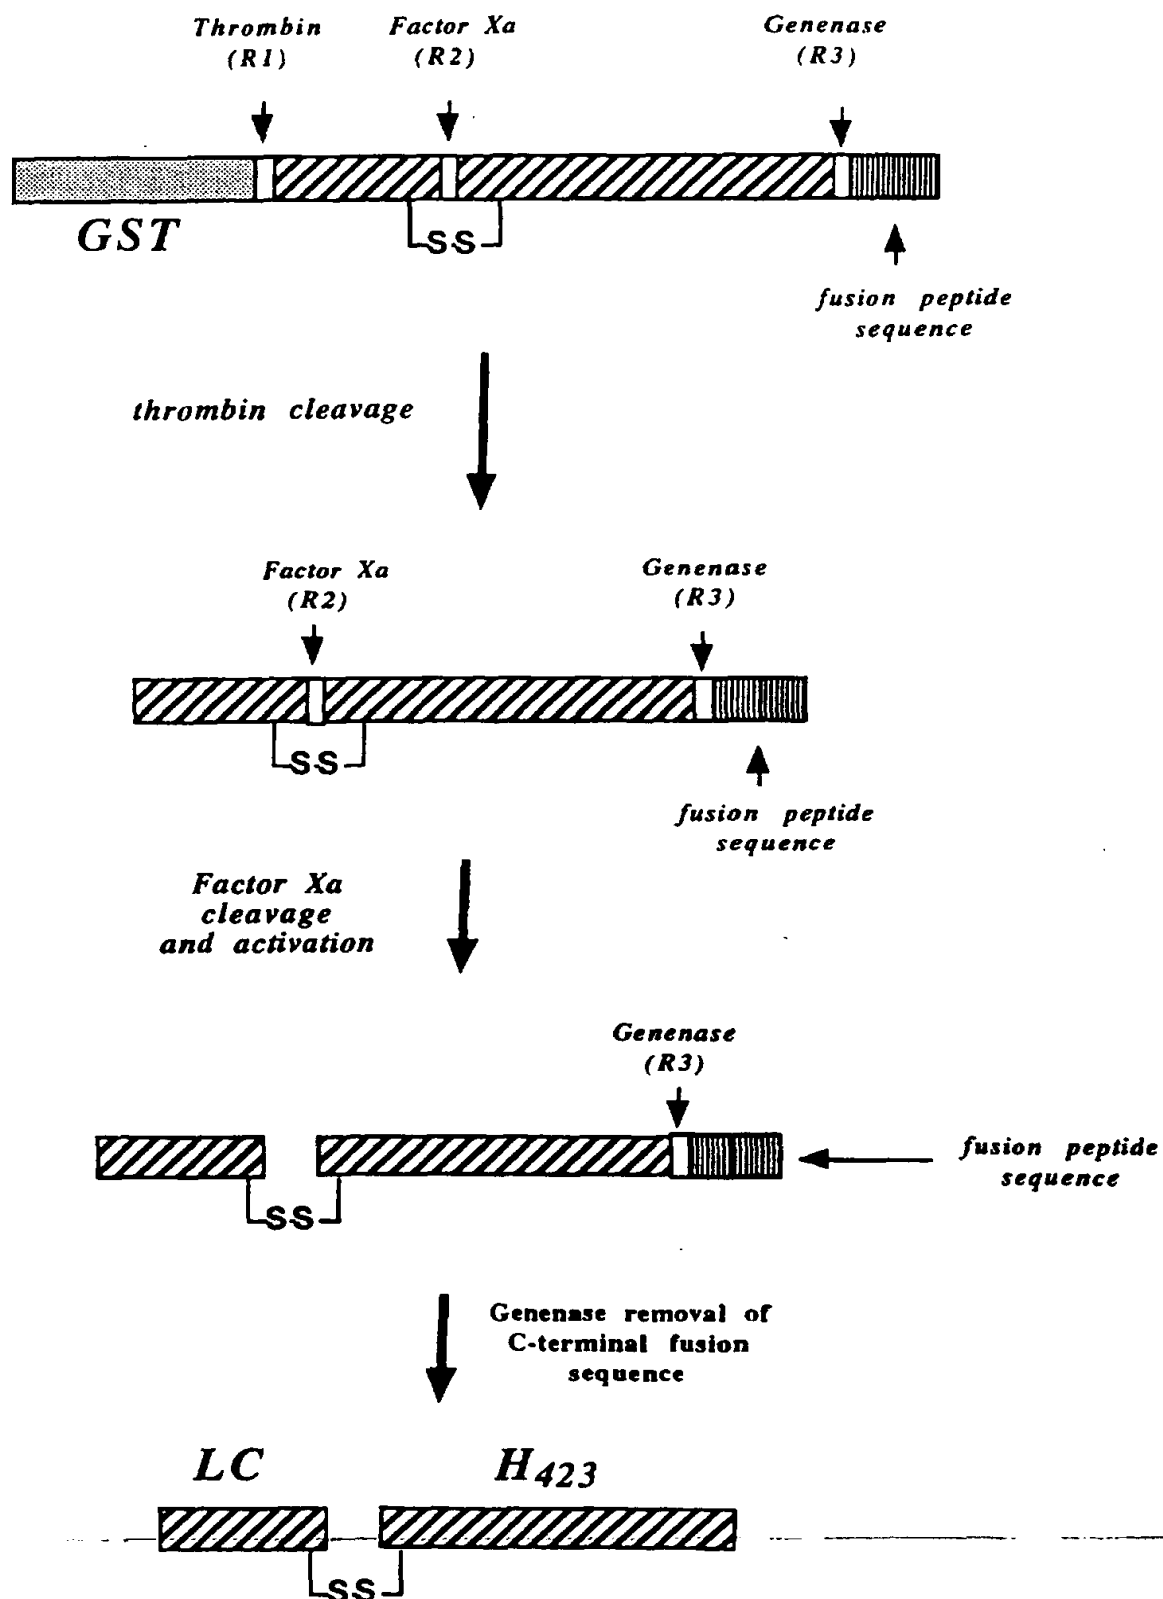 Thrombin
(R1)
Factor Xa
(R2)
Genenase
(R3)
GST
SS
fusion peptide
sequence
thrombin cleavage
Factor Xa
(R2)
Genenase
(R3)
SS
fusion peptide
sequence
Factor Xa
cleavage
and activation
Genenase
(R3)
fusion peptide
sequence
SS
Genenase removal of
C-terminal fusion
sequence
LC
H423
SS